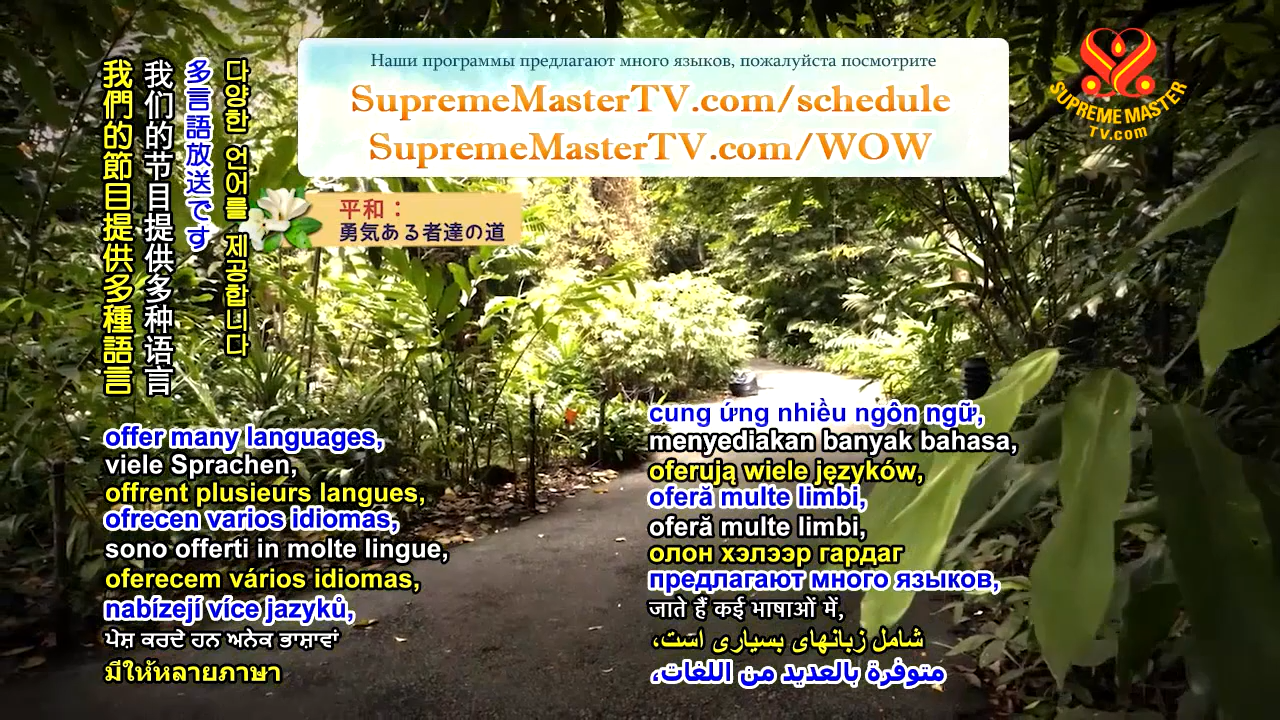 Наши программы предлагают много языков, пожалуйста посмотрите
SupremeMasterTV.com/schedule
SupremeMasterTV.com/WOW
SUPREME MASTER
TV.com
我們的節目提供多種語言
我们的节目提供多种语言
多言語放送です
다양한 언어를 제공합니다
平和：
勇気ある者達の道
offer many languages,
viele Sprachen,
offrent plusieurs langues,
ofrecen varios idiomas,
sono offerti in molte lingue,
oferecem vários idiomas,
nabízejí více jazyků,
ਪੇਸ਼ ਕਰਦੇ ਹਨ ਅਨੇਕ ਭਾਸ਼ਾਵਾਂ
มีให้หลายภาษา
cung ứng nhiều ngôn ngữ,
menyediakan banyak bahasa,
oferują wiele języków,
oferă multe limbi,
oferă multe limbi,
олон хэлээр гардаг
предлагают много языков,
जाते हैं कई भाषाओं में,
شامل زبانهای بسیاری است،
متوفرة بالعديد من اللغات،